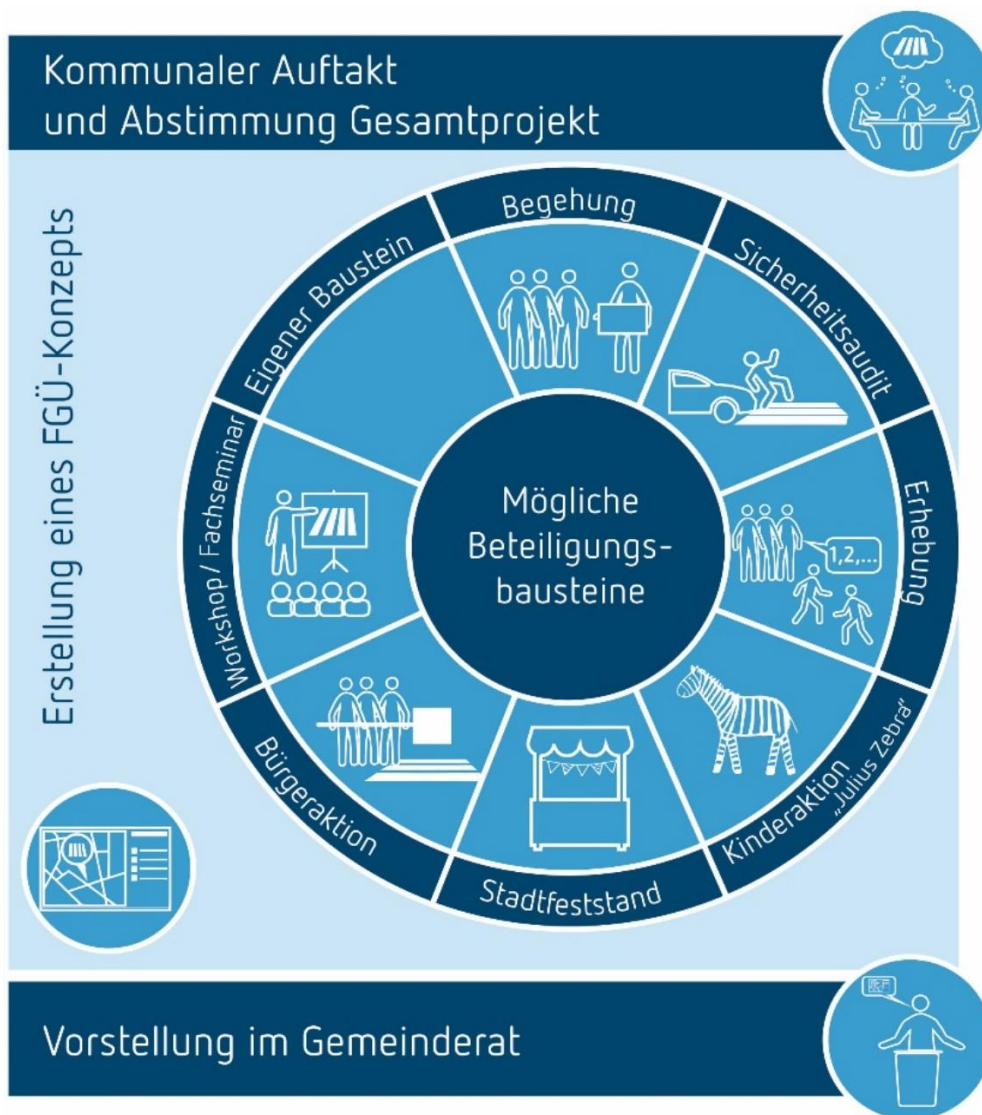 Kommunaler Auftakt
und Abstimmung Gesamtprojekt
Erstellung eines FGÜ-Konzepts
Begehung
Sicherheitsaudit
Erhebung
1,2,...
Kinderaktion
„Julius Zebra“
Stadtfeststand
Bürgeraktion
Workshop / Fachseminar
Eigener Baustein
Mögliche
Beteiligungs-
bausteine
Vorstellung im Gemeinderat